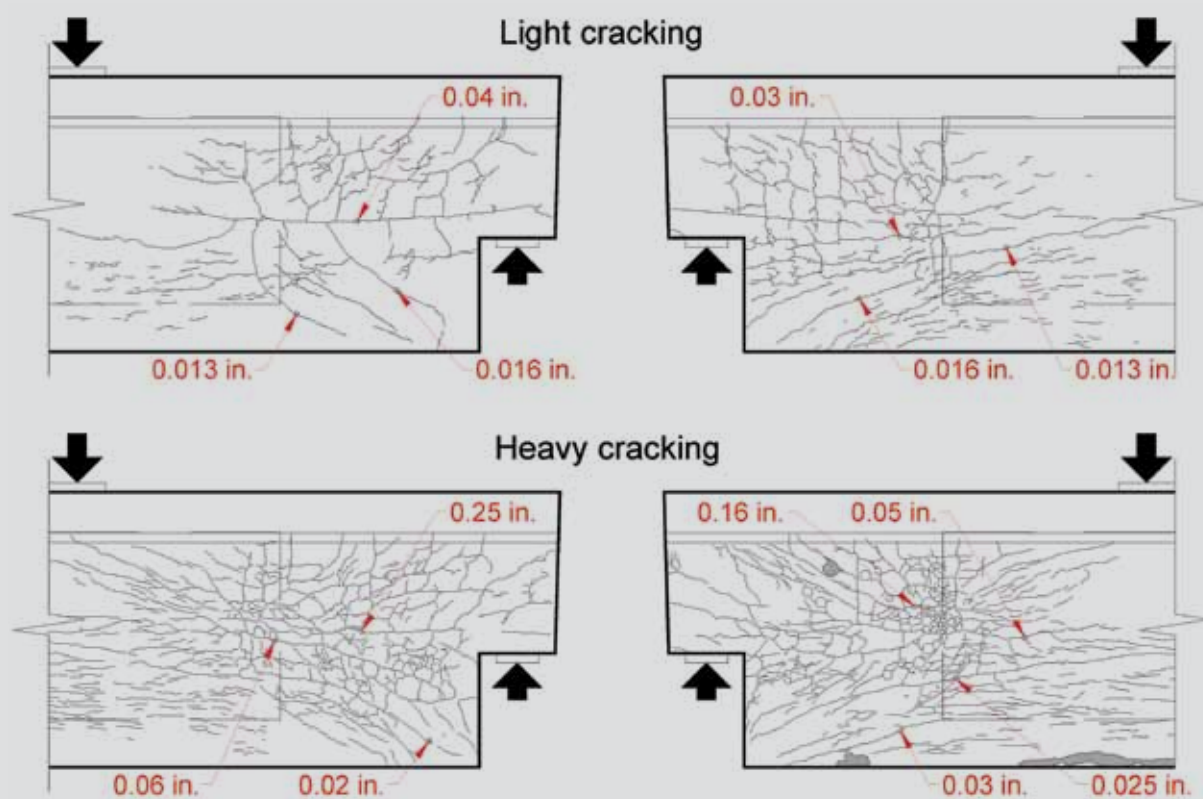 Light cracking
0.04 in.
0.03 in.
0.013 in.
0.016 in.
0.016 in.
0.013 in.
Heavy cracking
0.25 in.
0.16 in.
0.05 in.
0.06 in.
0.02 in.
0.03 in.
0.025 in.